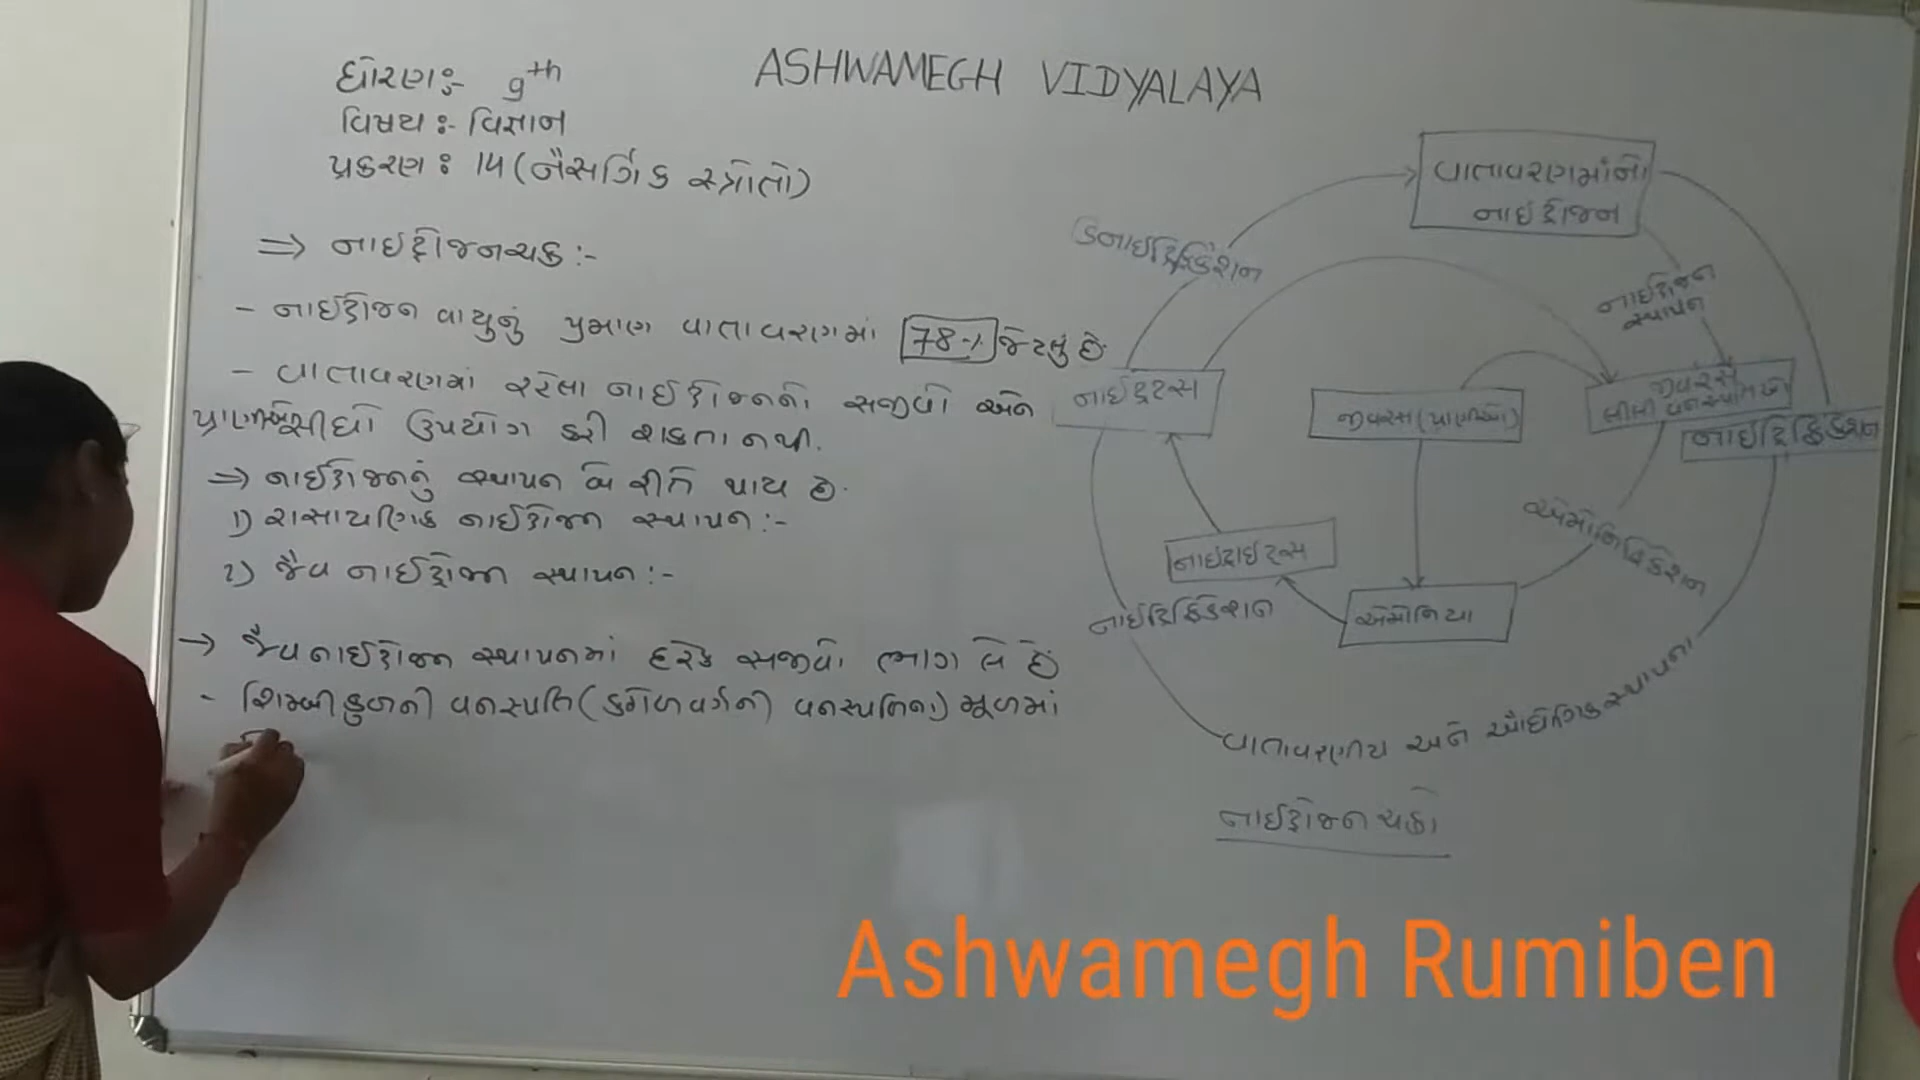 ASHWAMEGH VIDYALAYA
ધોરણ:- 9th
વિષય :- વિજ્ઞાન
પ્રકરણ : 14 (નૈસર્ગિક સ્ત્રોતો)
⇒ નાઈટ્રોજનચક્ર :-
- નાઈટ્રોજન વાયુનું પ્રમાણ વાતાવરણમાં 78% જેટલું છે.
- વાતાવરણમાં રહેલા નાઈટ્રોજનનો સજીવો અને
સીધો ઉપયોગ કરી શકતા નથી.
⇒ નાઈટ્રોજનનું સ્થાપન બે રીતે થાય છે.
1) રાસાયણિક નાઈટ્રોજન સ્થાપન :-
2) જૈવ નાઈટ્રોજન સ્થાપન :-
→ જૈવ નાઈટ્રોજન સ્થાપનમાં દરેક સજીવો ભાગ લે છે
- શિમ્બીકુળની વનસ્પતિ (કઠોળવર્ગની વનસ્પતિના) મૂળમાં
વાતાવરણમાંનો
નાઈટ્રોજન
ડિનાઈટ્રિફિકેશન
નાઈટ્રોજન
સ્થાપન
નાઈટ્રેટ્સ
જીવરસ (પ્રાણીઓ)
જીવરસ
લીલી વનસ્પતિઓ
નાઈટ્રિફિકેશન
એમોનિફિકેશન
નાઈટ્રાઈટ્સ
એમોનિયા
નાઈટ્રિફિકેશન
વાતાવરણીય અને ઔદ્યોગિક સ્થાપના
નાઈટ્રોજન ચક્રો
Ashwamegh Rumiben